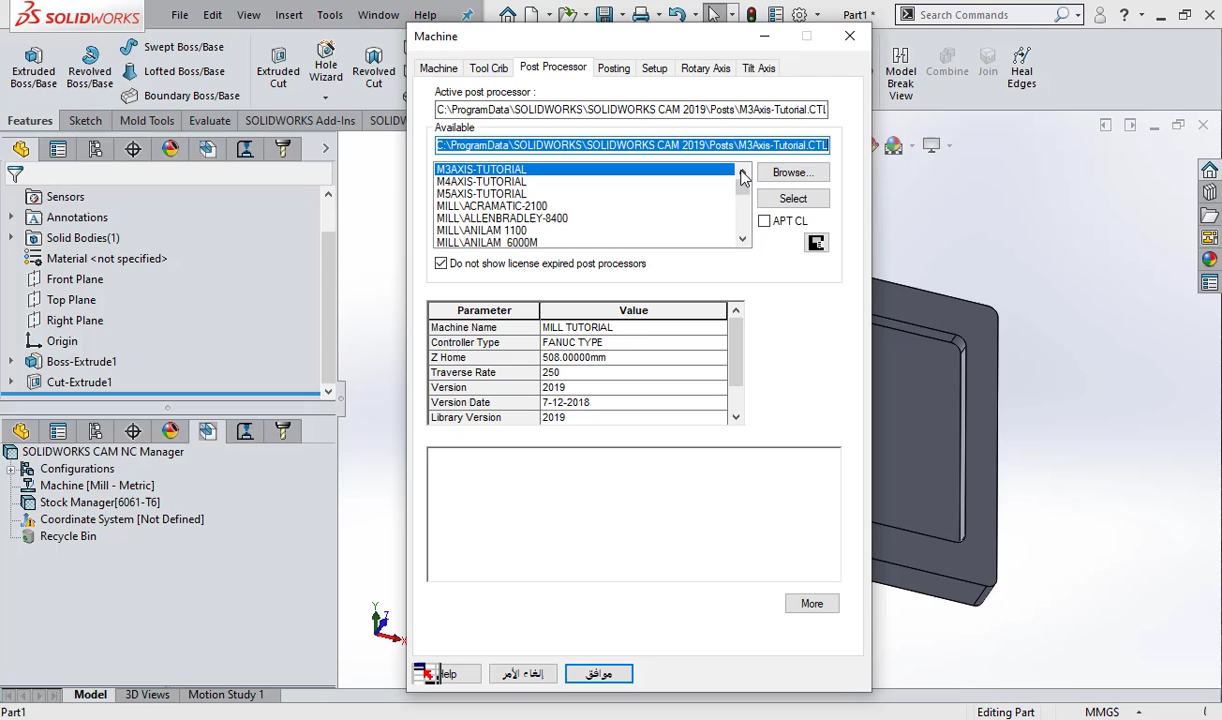 SOLIDWORKS
File Edit View Insert Tools Window Help
Part1 *
Search Commands
?
Extruded Boss/Base
Revolved Boss/Base
Swept Boss/Base
Lofted Boss/Base
Boundary Boss/Base
Extruded Cut
Hole Wizard
Revolved Cut
Model Break View
Combine
Join
Heal Edges
Features Sketch Mold Tools Evaluate SOLIDWORKS Add-Ins SOLIDW
Sensors
Annotations
Solid Bodies(1)
Material <not specified>
Front Plane
Top Plane
Right Plane
Origin
Boss-Extrude1
Cut-Extrude1
SOLIDWORKS CAM NC Manager
Configurations
Machine [Mill - Metric]
Stock Manager[6061-T6]
Coordinate System [Not Defined]
Recycle Bin
Machine
Machine Tool Crib Post Processor Posting Setup Rotary Axis Tilt Axis
Active post processor :
C:\ProgramData\SOLIDWORKS\SOLIDWORKS CAM 2019\Posts\M3Axis-Tutorial.CTL
Available
C:\ProgramData\SOLIDWORKS\SOLIDWORKS CAM 2019\Posts\M3Axis-Tutorial.CTL
M3AXIS-TUTORIAL
M4AXIS-TUTORIAL
M5AXIS-TUTORIAL
MILL\ACRAMATIC-2100
MILL\ALLENBRADLEY-8400
MILL\ANILAM 1100
MILL\ANILAM_6000M
Browse...
Select
APT CL
Do not show license expired post processors
Parameter Value
Machine Name MILL TUTORIAL
Controller Type FANUC TYPE
Z Home 508.00000mm
Traverse Rate 250
Version 2019
Version Date 7-12-2018
Library Version 2019
More
Help إلغاء الأمر موافق
Y
Z
X
Model 3D Views Motion Study 1
Part1
Editing Part
MMGS